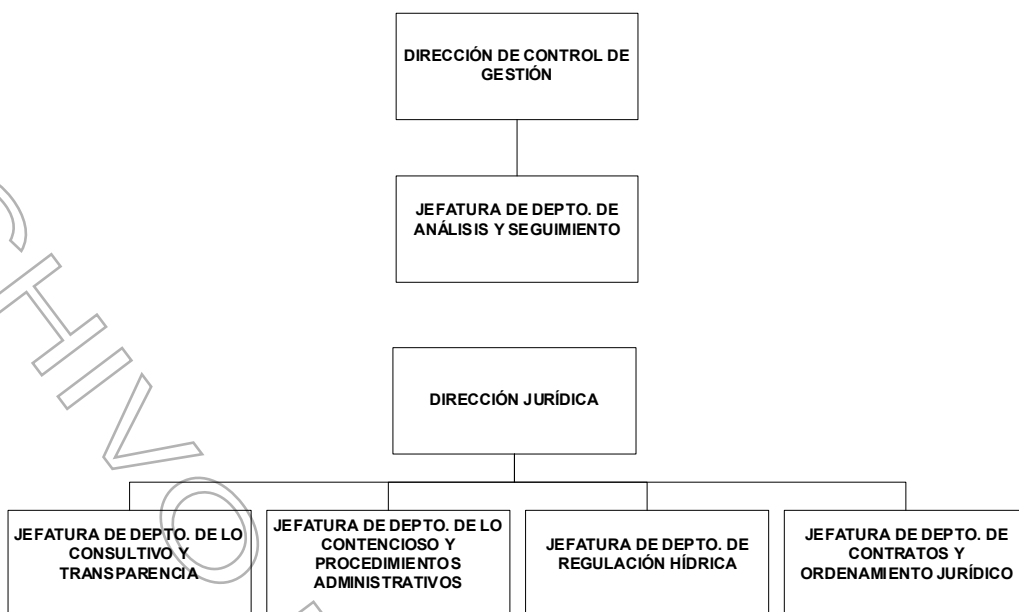 DIRECCIÓN DE CONTROL DE
GESTIÓN
JEFATURA DE DEPTO. DE
ANÁLISIS Y SEGUIMIENTO
DIRECCIÓN JURÍDICA
JEFATURA DE DEPTO. DE LO
CONSULTIVO Y
TRANSPARENCIA
JEFATURA DE DEPTO. DE LO
CONTENCIOSO Y
PROCEDIMIENTOS
ADMINISTRATIVOS
JEFATURA DE DEPTO. DE
REGULACIÓN HÍDRICA
JEFATURA DE DEPTO. DE
CONTRATOS Y
ORDENAMIENTO JURÍDICO
CHIVO